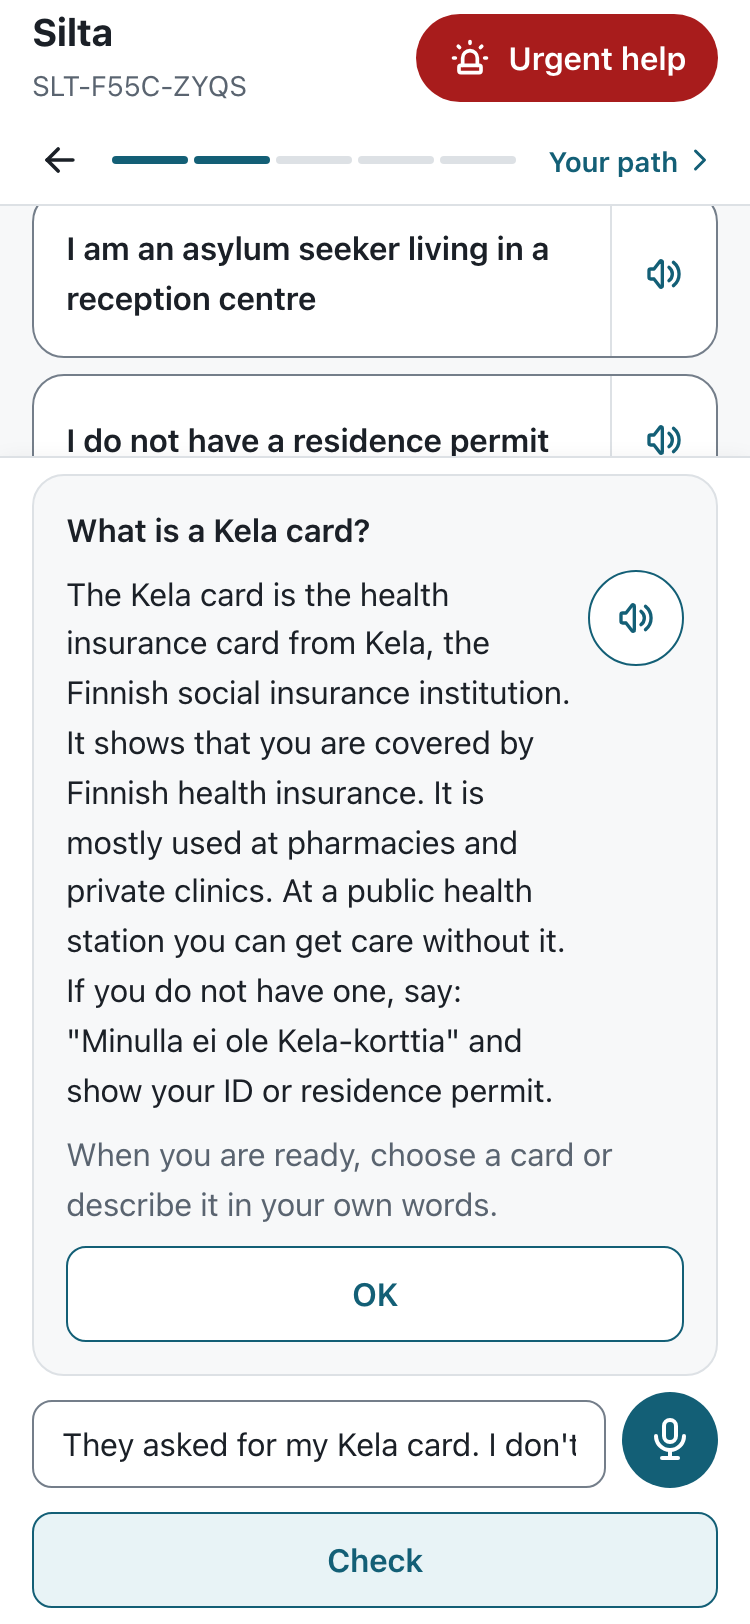 Silta
SLT-F55C-ZYQS
Urgent help
Your path
I am an asylum seeker living in a
reception centre
I do not have a residence permit
What is a Kela card?
The Kela card is the health
insurance card from Kela, the
Finnish social insurance institution.
It shows that you are covered by
Finnish health insurance. It is
mostly used at pharmacies and
private clinics. At a public health
station you can get care without it.
If you do not have one, say:
"Minulla ei ole Kela-korttia" and
show your ID or residence permit.
When you are ready, choose a card or
describe it in your own words.
OK
They asked for my Kela card. I don't
Check